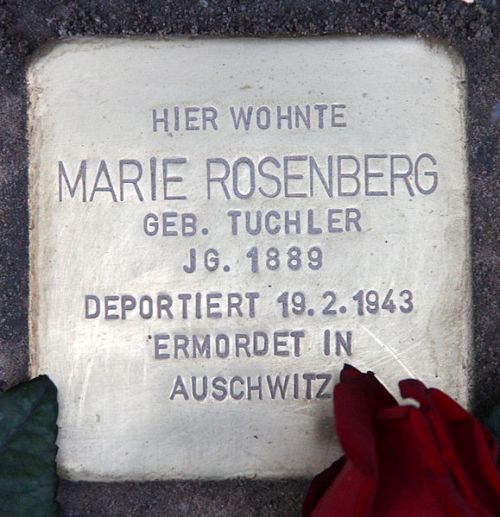 HIER WOHNTE
MARIE ROSENBERG
GEB. TUCHLER
JG. 1889
DEPORTIERT 19.2.1943
ERMORDET IN
AUSCHWITZ